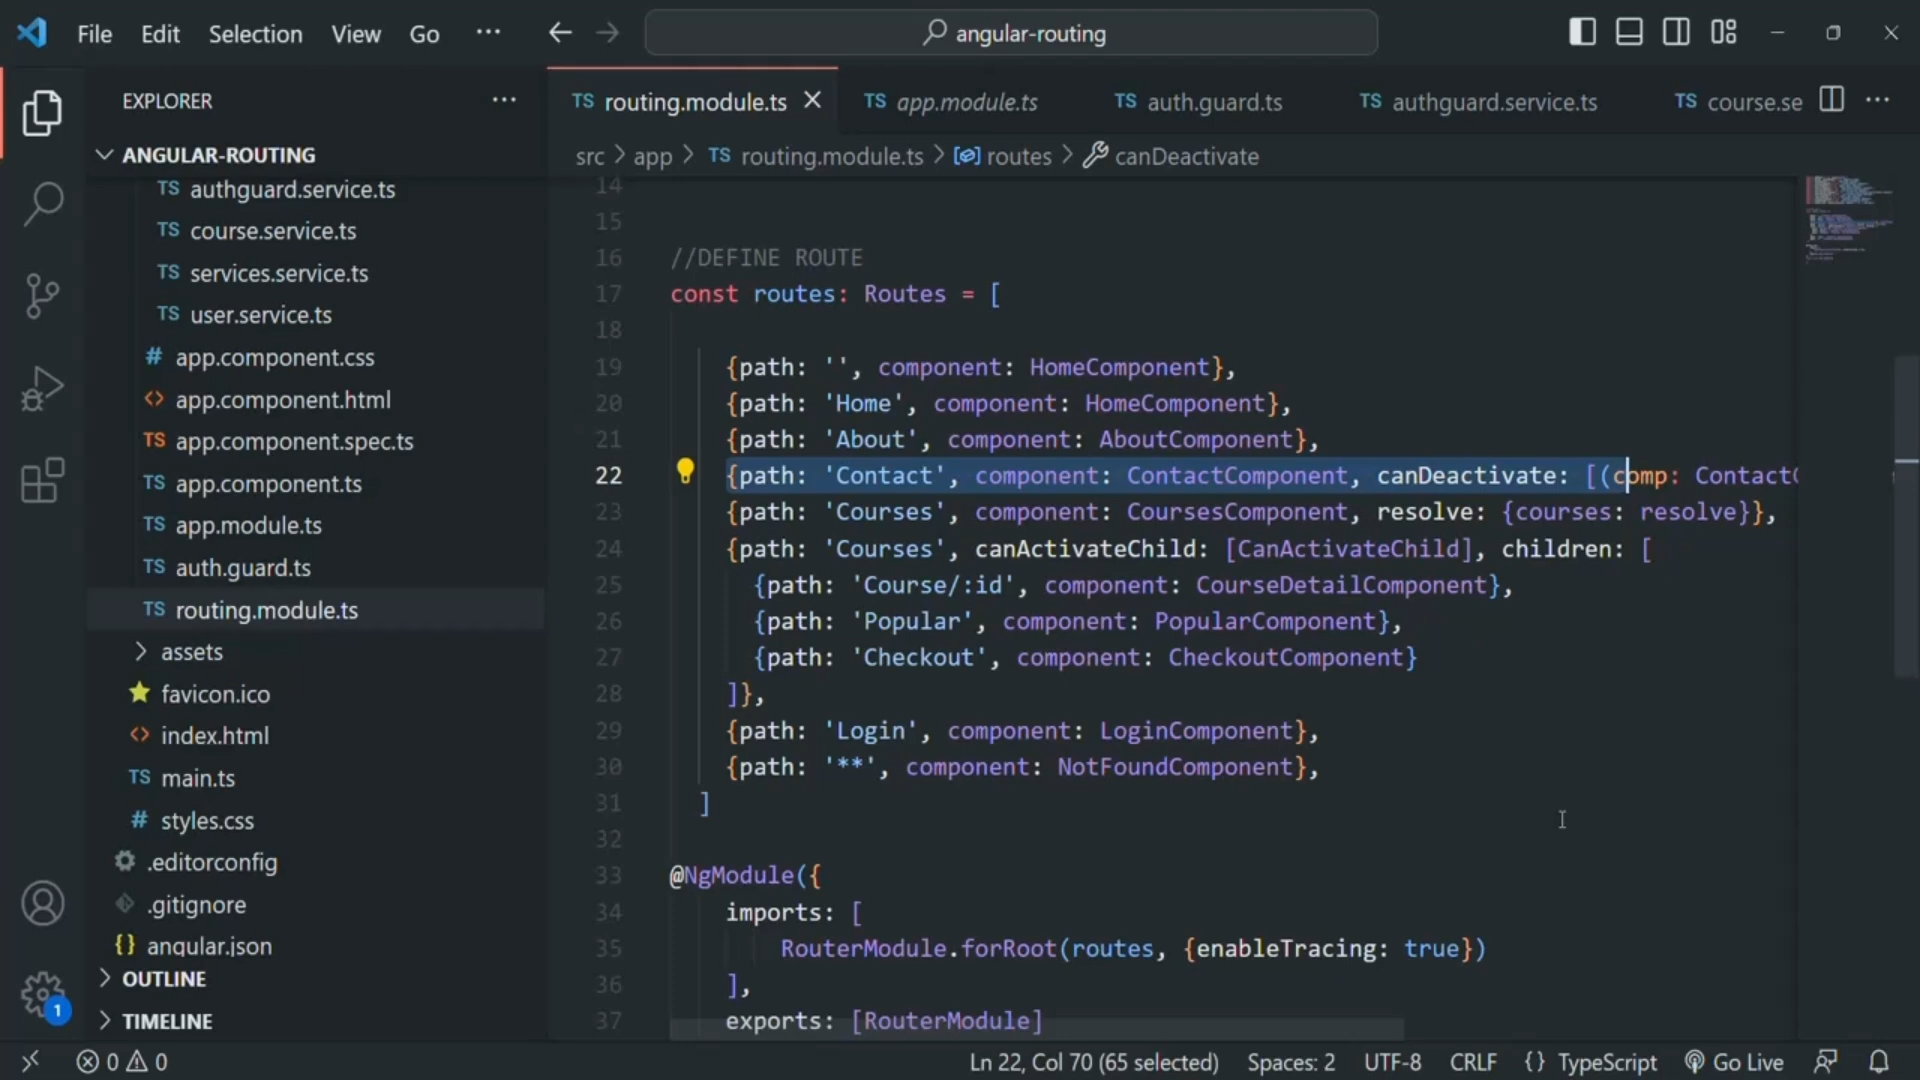 File Edit Selection View Go ··· angular-routing
EXPLORER ···
ANGULAR-ROUTING
TS authguard.service.ts
TS course.service.ts
TS services.service.ts
TS user.service.ts
# app.component.css
<> app.component.html
TS app.component.spec.ts
TS app.component.ts
TS app.module.ts
TS auth.guard.ts
TS routing.module.ts
assets
favicon.ico
<> index.html
TS main.ts
# styles.css
.editorconfig
.gitignore
{} angular.json
OUTLINE
TIMELINE
1
TS routing.module.ts TS app.module.ts TS auth.guard.ts TS authguard.service.ts TS course.se ···
src > app > TS routing.module.ts > routes > canDeactivate
14
15
16 //DEFINE ROUTE
17 const routes: Routes = [
18
19 {path: '', component: HomeComponent},
20 {path: 'Home', component: HomeComponent},
21 {path: 'About', component: AboutComponent},
22 {path: 'Contact', component: ContactComponent, canDeactivate: [(comp: Contact
23 {path: 'Courses', component: CoursesComponent, resolve: {courses: resolve}},
24 {path: 'Courses', canActivateChild: [CanActivateChild], children: [
25 {path: 'Course/:id', component: CourseDetailComponent},
26 {path: 'Popular', component: PopularComponent},
27 {path: 'Checkout', component: CheckoutComponent}
28 ]},
29 {path: 'Login', component: LoginComponent},
30 {path: '**', component: NotFoundComponent},
31 ]
32
33 @NgModule({
34 imports: [
35 RouterModule.forRoot(routes, {enableTracing: true})
36 ],
37 exports: [RouterModule]
0 0 Ln 22, Col 70 (65 selected) Spaces: 2 UTF-8 CRLF {} TypeScript Go Live